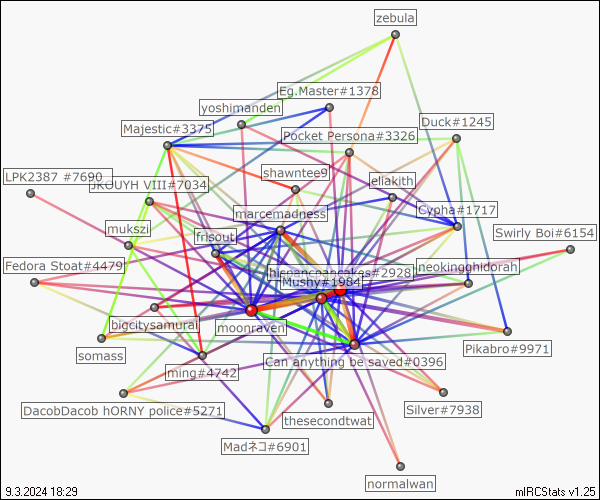 zebula
Eg.Master#1378
yoshimanden
Duck#1245
Majestic#3375
Pocket Persona#3326
LPK2387 #7690
shawntee9
eliakith
JKOUYH VIII#7034
marcemadness
Cypha#1717
mukszi
frisout
Swirly Boi#6154
Fedora Stoat#4479
hispancpancakes#2928
neokingghidorah
Mushy#1984
bigcitysamurai
moonraven
somass
Can anything be saved#0396
Pikabro#9971
ming#4742
DacobDacob hORNY police#5271
Silver#7938
thesecondtwat
Madネコ#6901
normalwan
9.3.2024 18:29
mIRCStats v1.25